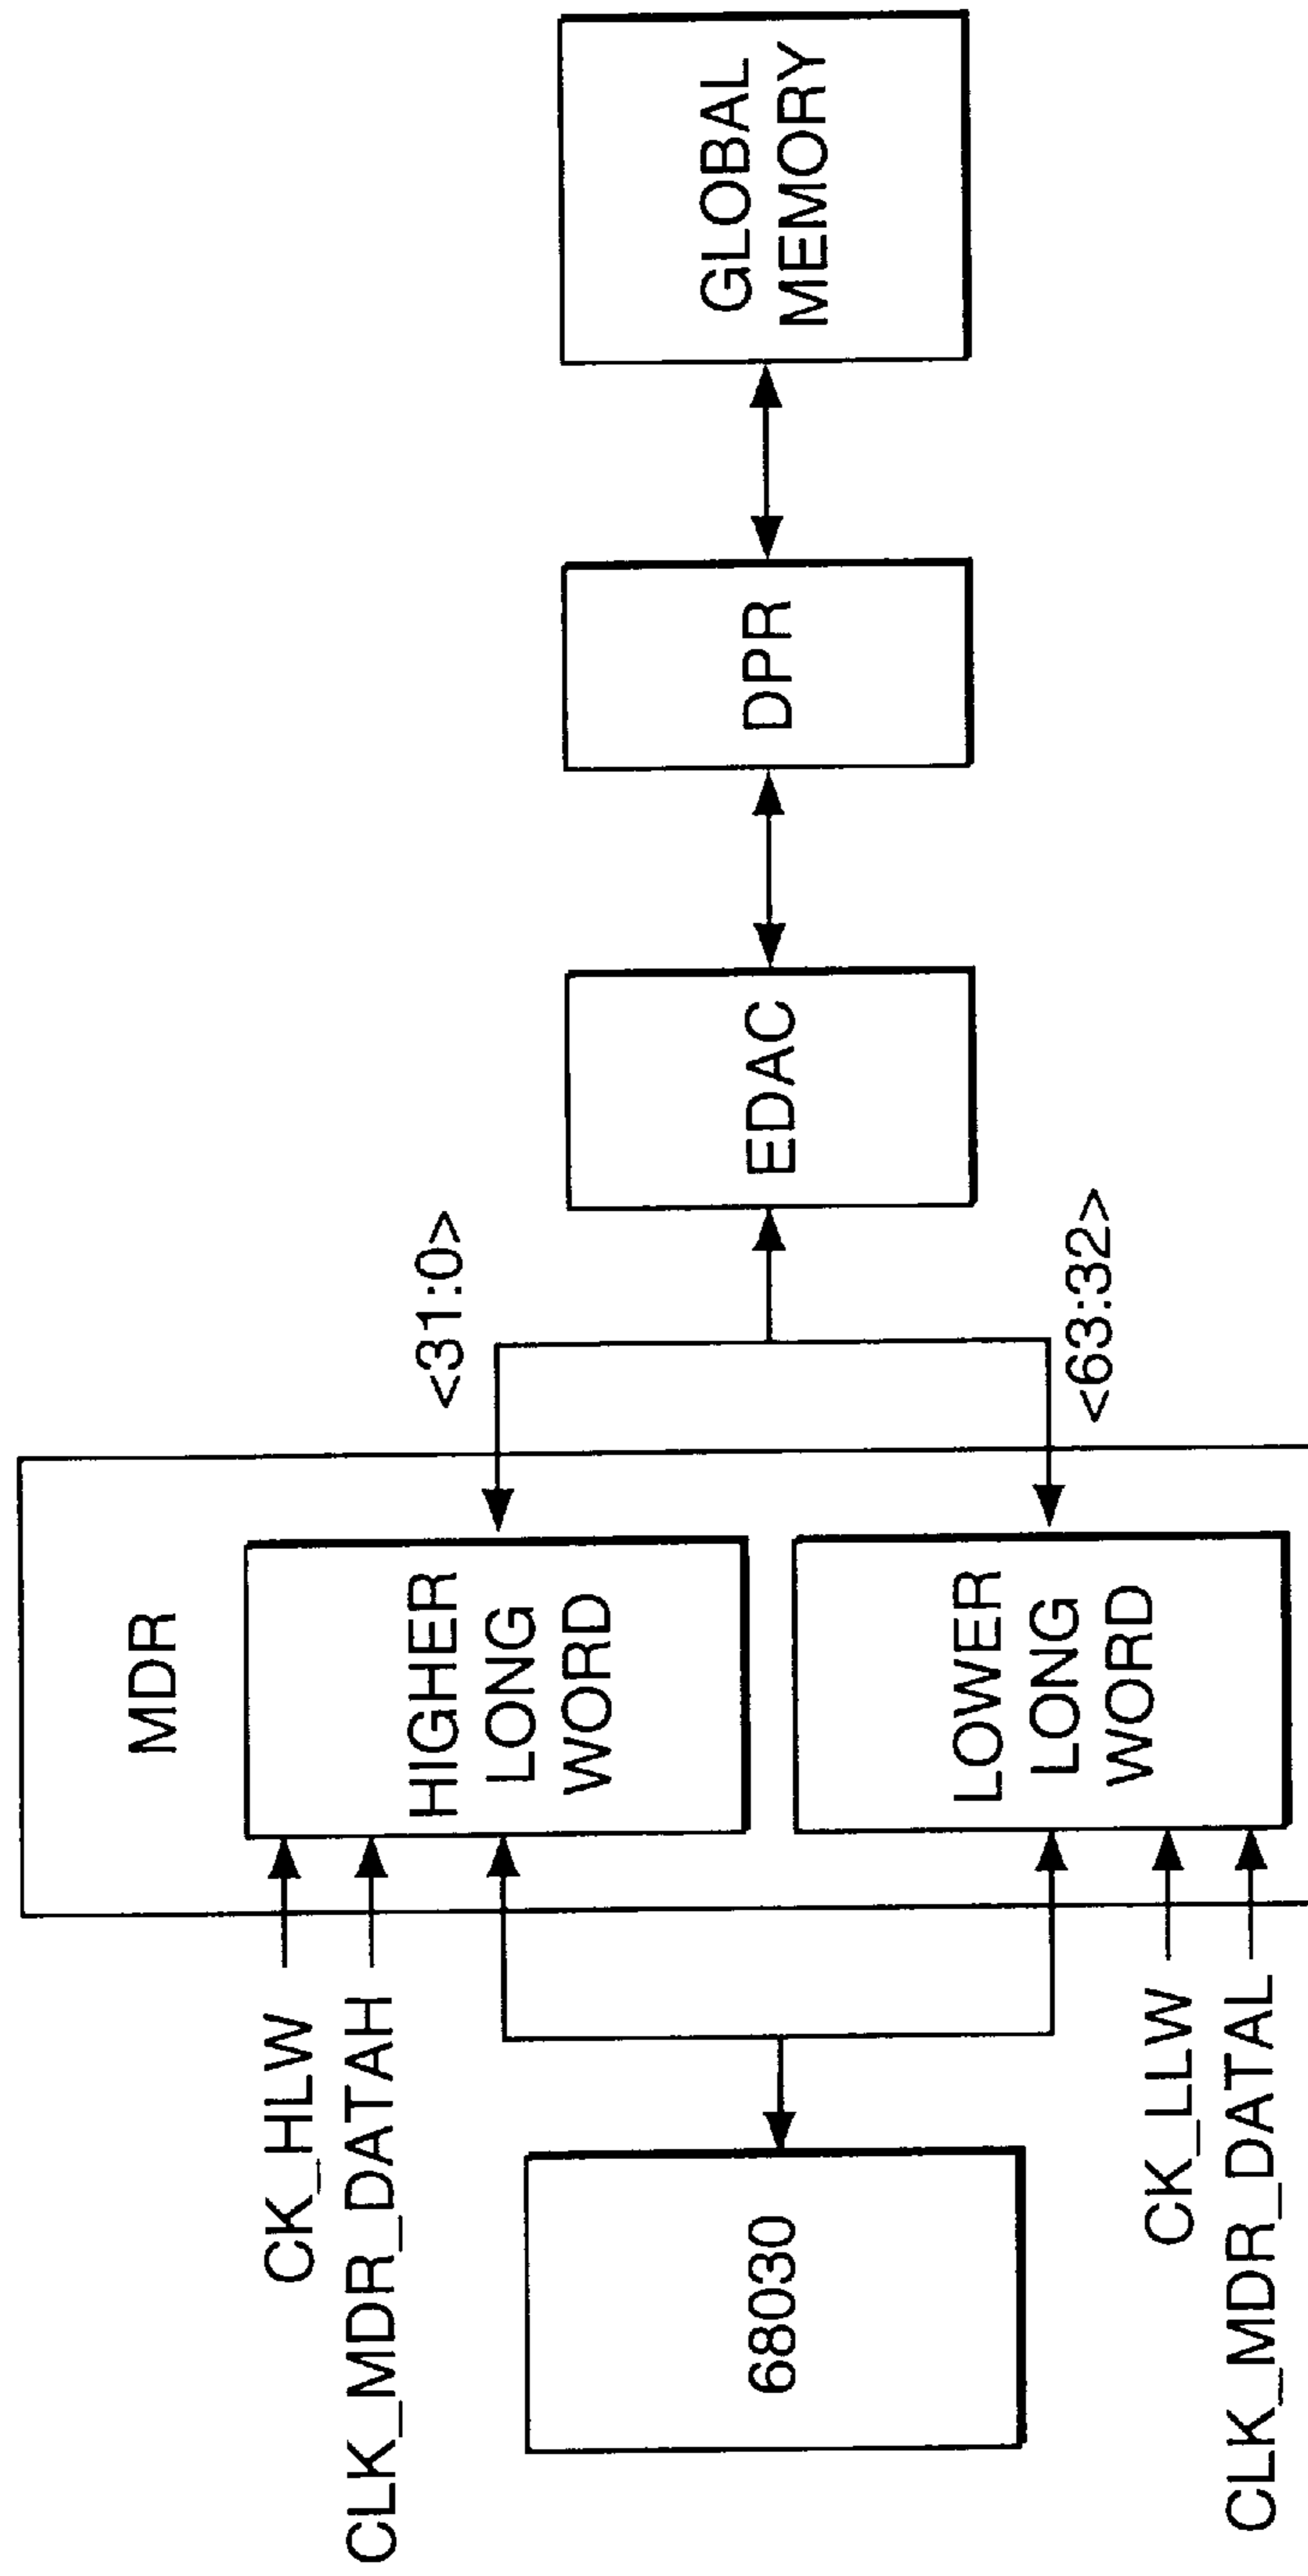 MDR
CK_HLW
CLK_MDR_DATAH
HIGHER
LONG
WORD
<31:0>
68030
EDAC
DPR
GLOBAL
MEMORY
LOWER
LONG
WORD
<63:32>
CK_LLW
CLK_MDR_DATAL